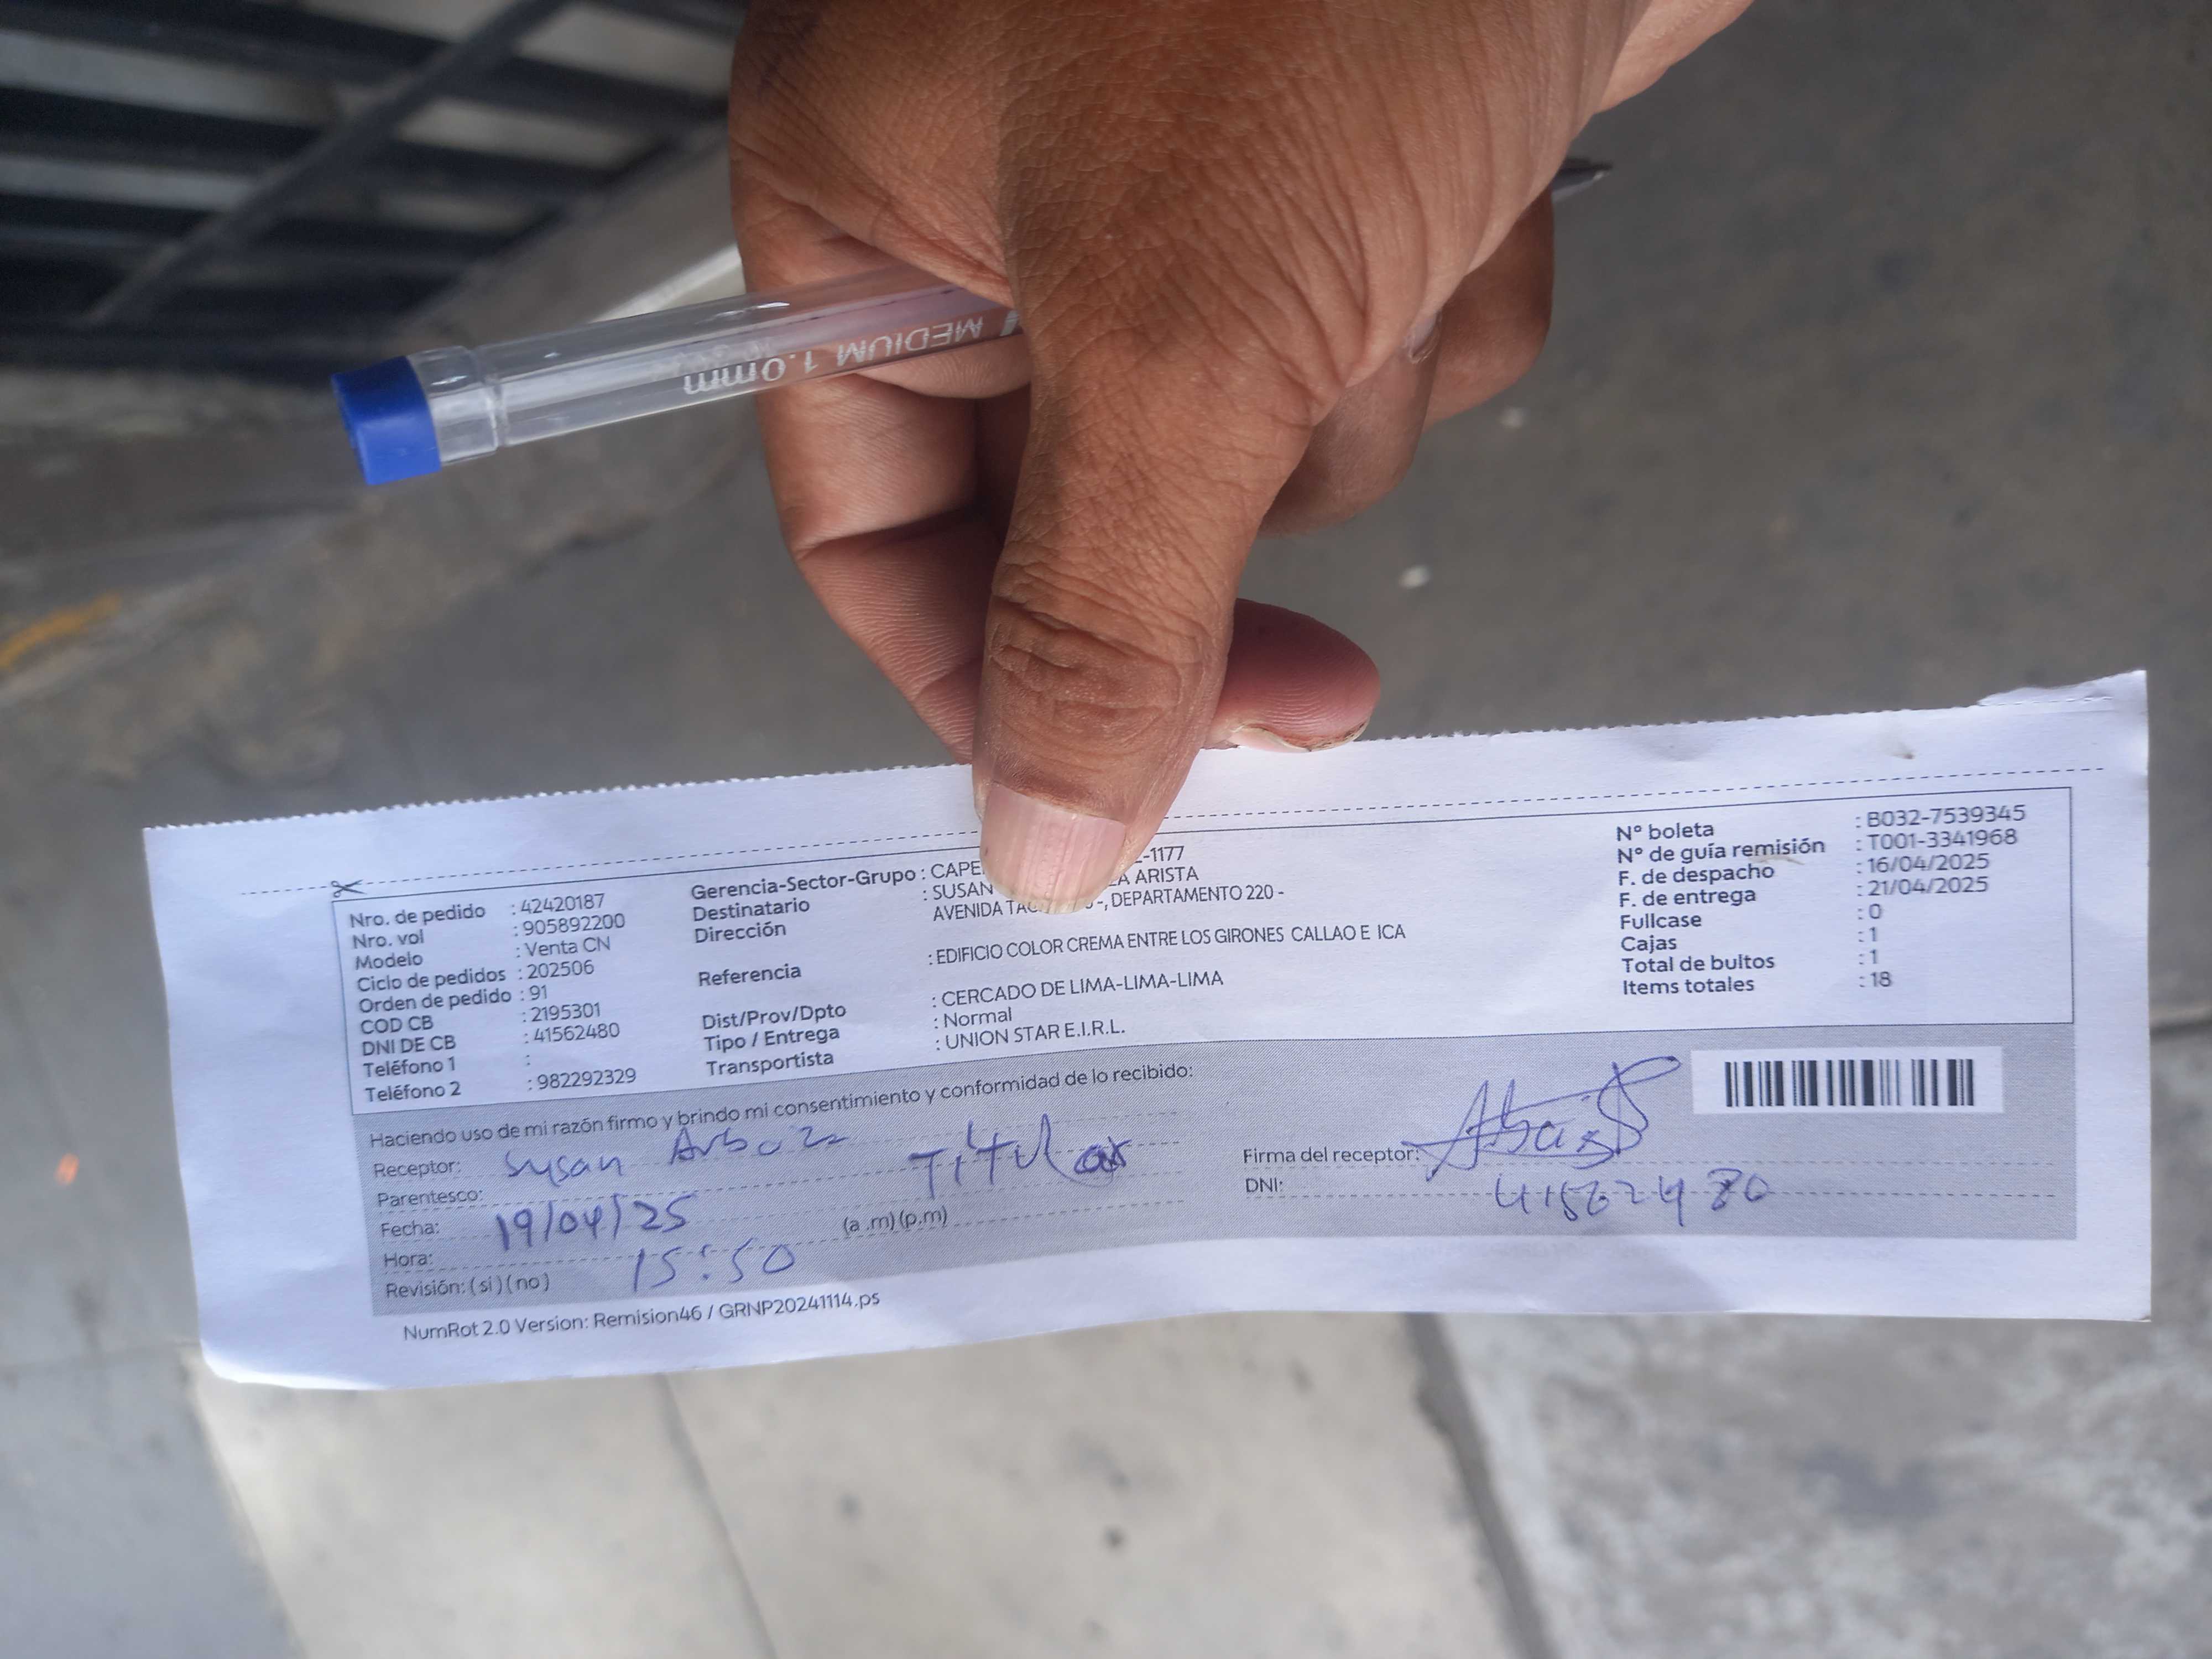 MEDIUM 1.0mm
Nro. de pedido : 42420187
Nro. vol : 905892200
Modelo : Venta CN
Ciclo de pedidos : 202506
Orden de pedido : 91
COD CB : 2195301
DNI DE CB : 41562480
Teléfono 1 :
Teléfono 2 : 982292329
Gerencia-Sector-Grupo : CAPE -1177
Destinatario : SUSAN ARISTA
Dirección AVENIDA -, DEPARTAMENTO 220 -
Referencia : EDIFICIO COLOR CREMA ENTRE LOS GIRONES CALLAO E ICA
Dist/Prov/Dpto : CERCADO DE LIMA-LIMA-LIMA
Tipo / Entrega : Normal
Transportista : UNION STAR E.I.R.L.
Nº boleta : B032-7539345
Nº de guía remisión : T001-3341968
F. de despacho : 16/04/2025
F. de entrega : 21/04/2025
Fullcase : 0
Cajas : 1
Total de bultos : 1
Items totales : 18
Haciendo uso de mi razón firmo y brindo mi consentimiento y conformidad de lo recibido:
Receptor: Susan
Parentesco: Titular
Fecha: 19/04/25
Hora: 15:50 (a .m) (p.m)
Revisión: ( si ) ( no )
Firma del receptor:
DNI: 41562480
NumRot 2.0 Version: Remision46 / GRNP20241114.ps